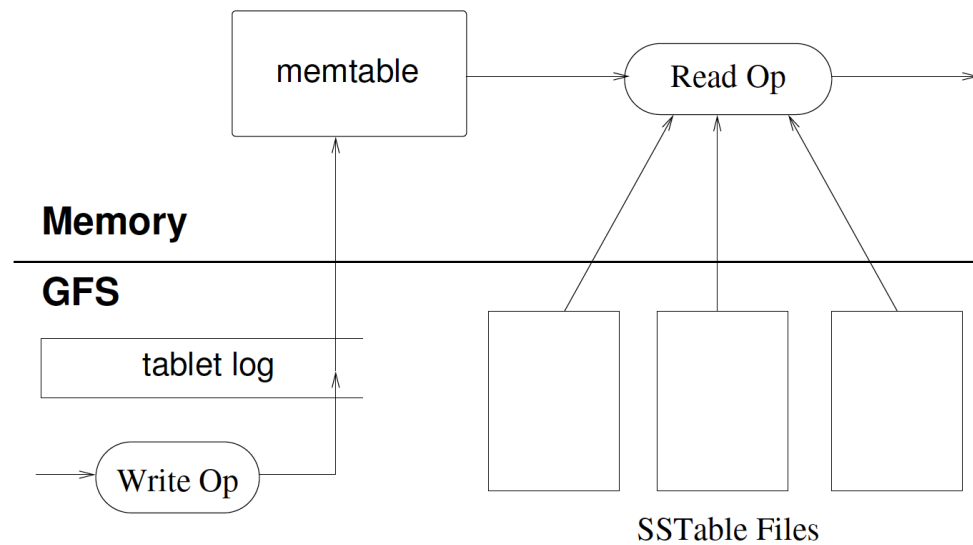 memtable
Read Op
Memory
GFS
tablet log
Write Op
SSTable Files